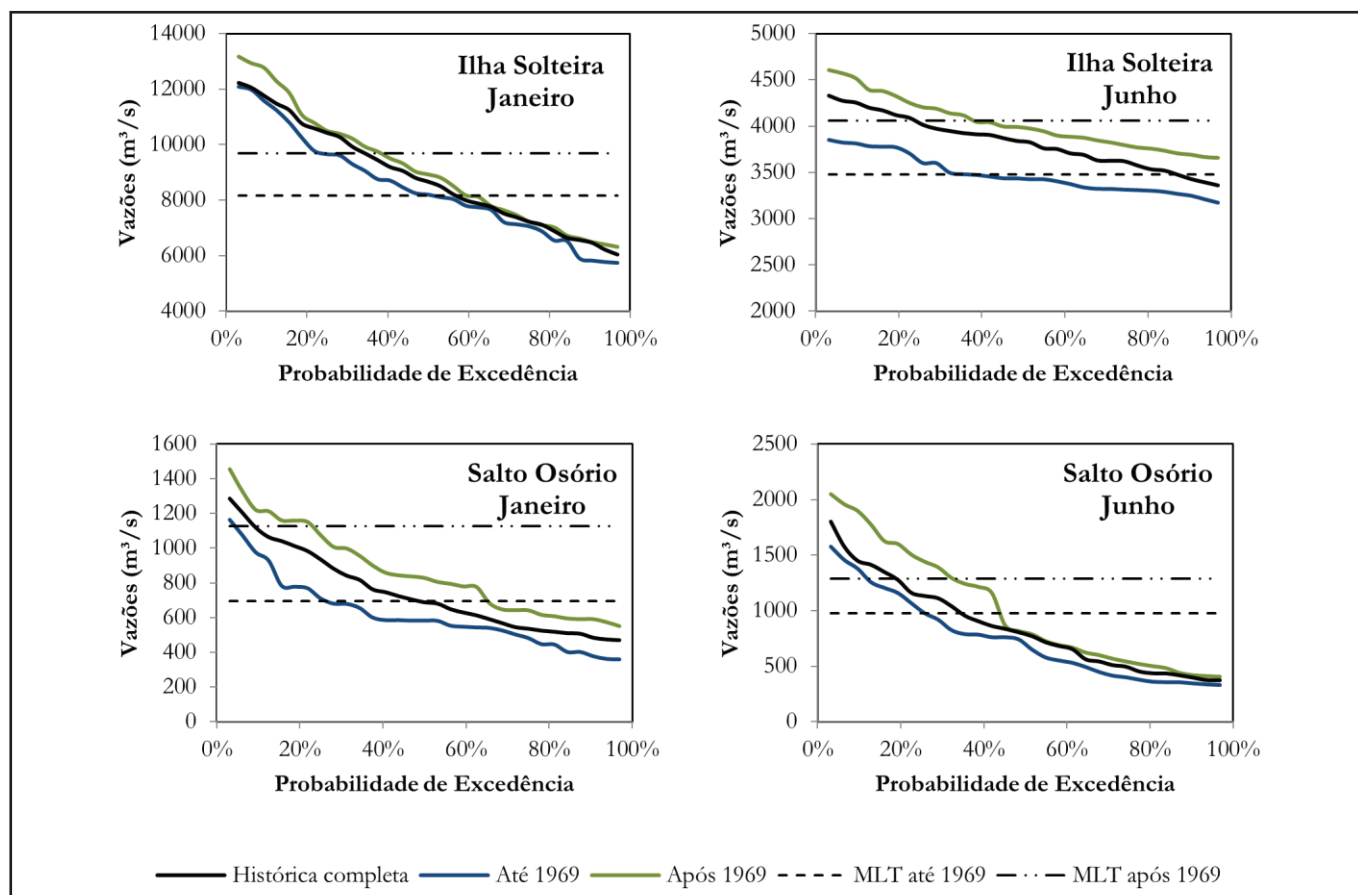 Ilha Solteira
Janeiro
Vazões (m³/s)
14000
12000
10000
8000
6000
4000
0% 20% 40% 60% 80% 100%
Probabilidade de Excedência
Ilha Solteira
Junho
Vazões (m³/s)
5000
4500
4000
3500
3000
2500
2000
0% 20% 40% 60% 80% 100%
Probabilidade de Excedência
Salto Osório
Janeiro
Vazões (m³/s)
1600
1400
1200
1000
800
600
400
200
0
0% 20% 40% 60% 80% 100%
Probabilidade de Excedência
Salto Osório
Junho
Vazões (m³/s)
2500
2000
1500
1000
500
0
0% 20% 40% 60% 80% 100%
Probabilidade de Excedência
Histórica completa Até 1969 Após 1969 MLT até 1969 MLT após 1969